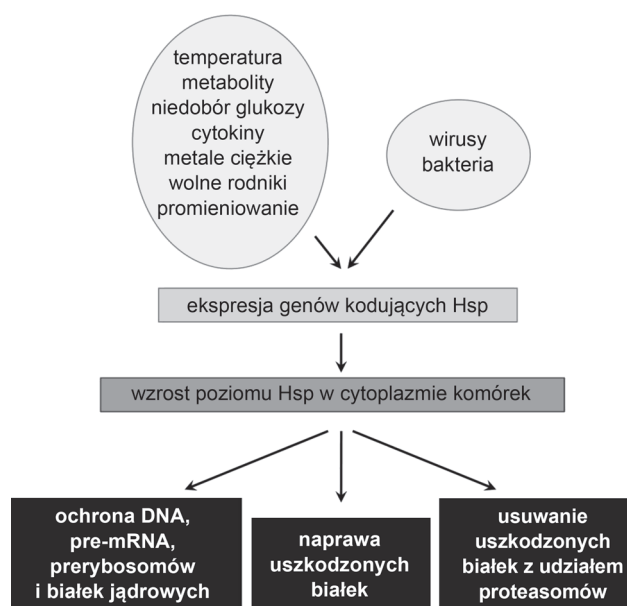 temperatura
metabolity
niedobór glukozy
cytokiny
metale ciężkie
wolne rodniki
promieniowanie
wirusy
bakteria
ekspresja genów kodujących Hsp
wzrost poziomu Hsp w cytoplazmie komórek
ochrona DNA,
pre-mRNA,
prerybosomów
i białek jądrowych
naprawa
uszkodzonych
białek
usuwanie
uszkodzonych
białek z udziałem
proteasomów